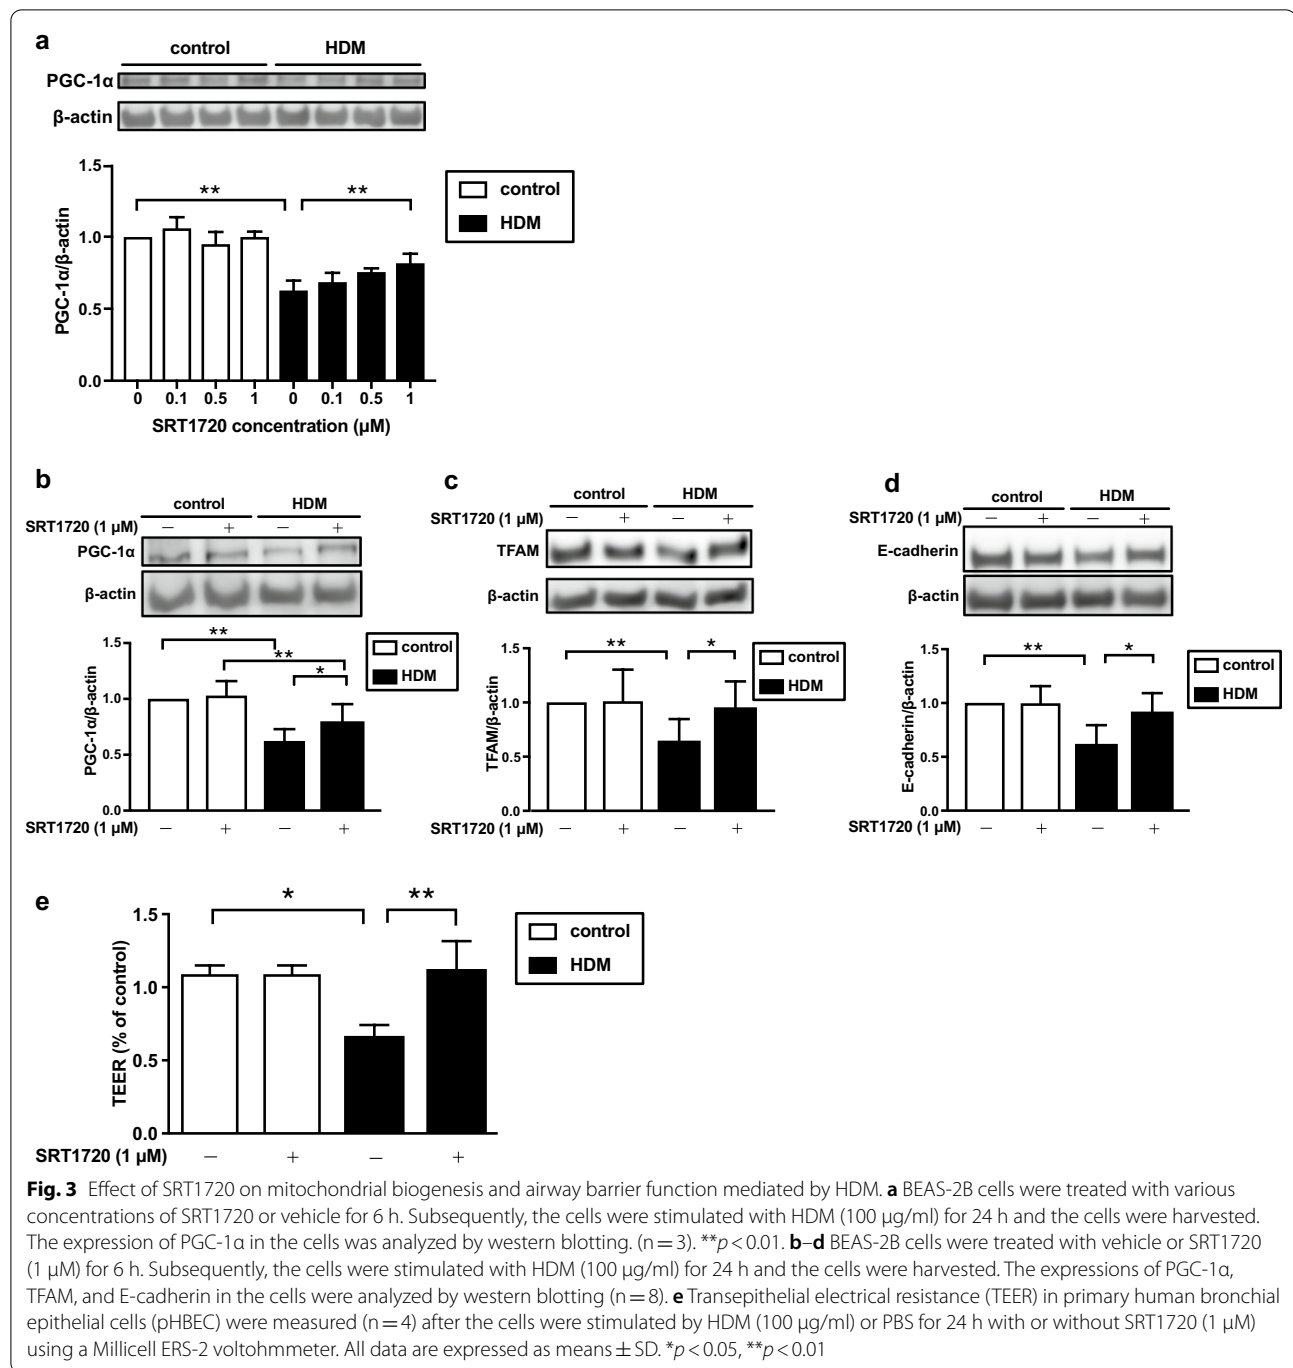 a
control HDM
PGC-1α
β-actin
1.5
1.0
0.5
0.0
PGC-1α/β-actin
** **
control
HDM
0 0.1 0.5 1 0 0.1 0.5 1
SRT1720 concentration (μM)
b
control HDM
SRT1720 (1 μM) − + − +
PGC-1α
β-actin
1.5
1.0
0.5
0.0
PGC-1α/β-actin
**
**
*
control
HDM
SRT1720 (1 μM) − + − +
c
control HDM
SRT1720 (1 μM) − + − +
TFAM
β-actin
1.5
1.0
0.5
0.0
TFAM/β-actin
** *
control
HDM
SRT1720 (1 μM) − + − +
d
control HDM
SRT1720 (1 μM) − + − +
E-cadherin
β-actin
1.5
1.0
0.5
0.0
E-cadherin/β-actin
** *
control
HDM
SRT1720 (1 μM) − + − +
e
1.5
1.0
0.5
0.0
TEER (% of control)
* **
control
HDM
SRT1720 (1 μM) − + − +
Fig. 3 Effect of SRT1720 on mitochondrial biogenesis and airway barrier function mediated by HDM. a BEAS-2B cells were treated with various
concentrations of SRT1720 or vehicle for 6 h. Subsequently, the cells were stimulated with HDM (100 μg/ml) for 24 h and the cells were harvested.
The expression of PGC-1α in the cells was analyzed by western blotting. (n = 3). **p < 0.01. b–d BEAS-2B cells were treated with vehicle or SRT1720
(1 μM) for 6 h. Subsequently, the cells were stimulated with HDM (100 μg/ml) for 24 h and the cells were harvested. The expressions of PGC-1α,
TFAM, and E-cadherin in the cells were analyzed by western blotting (n = 8). e Transepithelial electrical resistance (TEER) in primary human bronchial
epithelial cells (pHBEC) were measured (n = 4) after the cells were stimulated by HDM (100 μg/ml) or PBS for 24 h with or without SRT1720 (1 μM)
using a Millicell ERS-2 voltohmmeter. All data are expressed as means ± SD. *p < 0.05, **p < 0.01